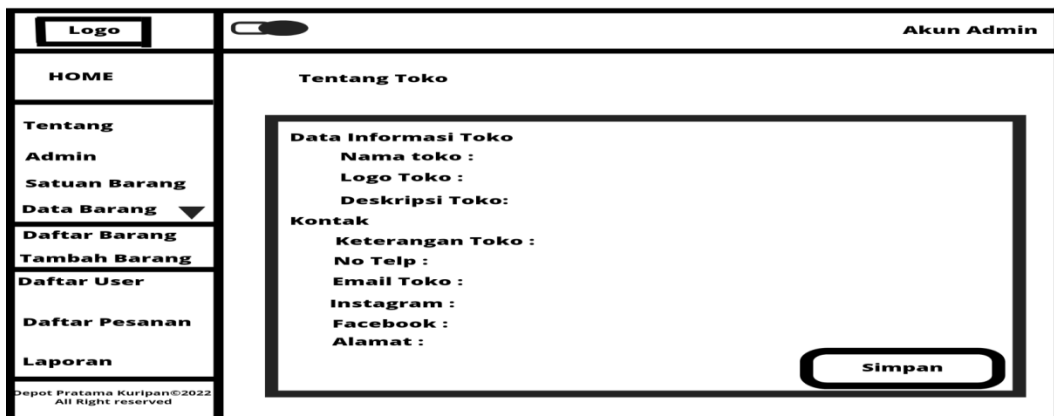 Logo
Akun Admin
HOME
Tentang
Admin
Satuan Barang
Data Barang
Daftar Barang
Tambah Barang
Daftar User
Daftar Pesanan
Laporan
Depot Pratama Kuripan©2022
All Right reserved
Tentang Toko
Data Informasi Toko
Nama toko :
Logo Toko :
Deskripsi Toko:
Kontak
Keterangan Toko :
No Telp :
Email Toko :
Instagram :
Facebook :
Alamat :
Simpan